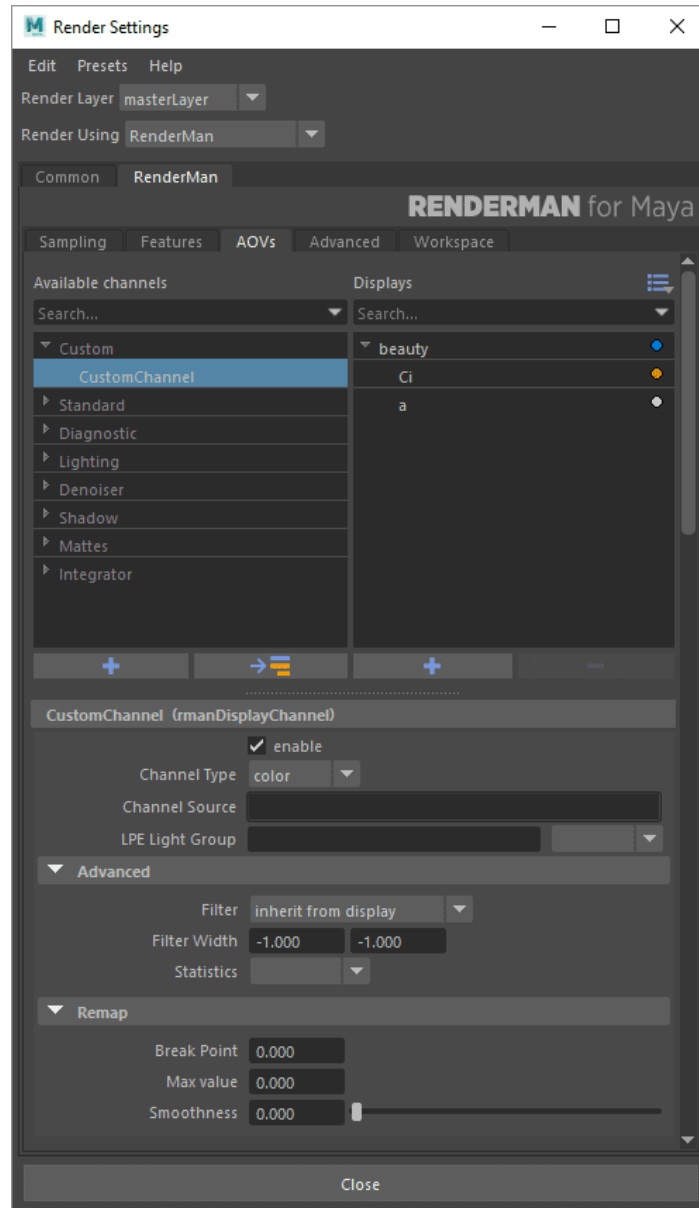 Render Settings
Edit Presets Help
Render Layer masterLayer
Render Using RenderMan
Common RenderMan
RENDERMAN for Maya
Sampling Features AOVs Advanced Workspace
Available channels Displays
Search... Search...
Custom beauty
CustomChannel Ci
Standard a
Diagnostic
Lighting
Denoiser
Shadow
Mattes
Integrator
CustomChannel (rmanDisplayChannel)
enable
Channel Type color
Channel Source
LPE Light Group
Advanced
Filter inherit from display
Filter Width -1.000 -1.000
Statistics
Remap
Break Point 0.000
Max value 0.000
Smoothness 0.000
Close